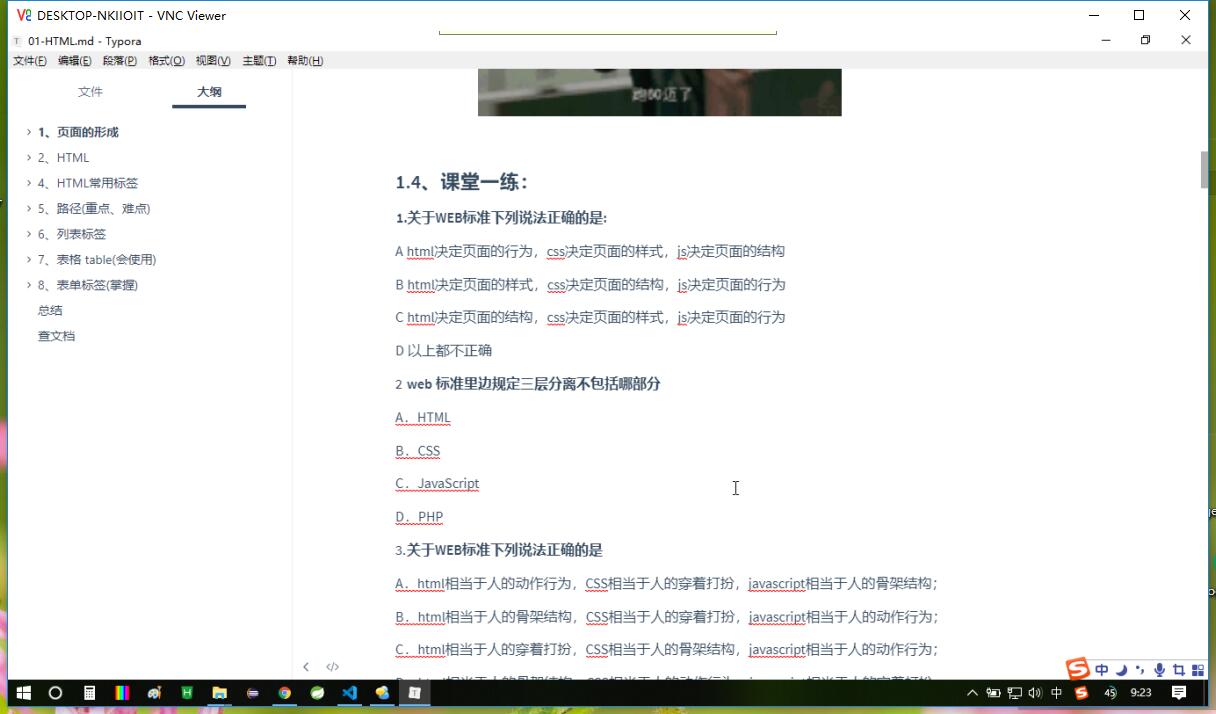 DESKTOP-NKIIOIT - VNC Viewer
01-HTML.md - Typora
文件(F) 编辑(E) 段落(P) 格式(O) 视图(V) 主题(T) 帮助(H)
文件 大纲
1、页面的形成
2、HTML
4、HTML常用标签
5、路径(重点、难点)
6、列表标签
7、表格 table(会使用)
8、表单标签(掌握)
总结
查文档
1.4、课堂一练：
1.关于WEB标准下列说法正确的是:
A html决定页面的行为，css决定页面的样式，js决定页面的结构
B html决定页面的样式，css决定页面的结构，js决定页面的行为
C html决定页面的结构，css决定页面的样式，js决定页面的行为
D 以上都不正确
2 web 标准里边规定三层分离不包括哪部分
A．HTML
B．CSS
C．JavaScript
D．PHP
3.关于WEB标准下列说法正确的是
A．html相当于人的动作行为，CSS相当于人的穿着打扮，javascript相当于人的骨架结构；
B．html相当于人的骨架结构，CSS相当于人的穿着打扮，javascript相当于人的动作行为；
C．html相当于人的穿着打扮，CSS相当于人的骨架结构，javascript相当于人的动作行为；
中
中 45 9:23